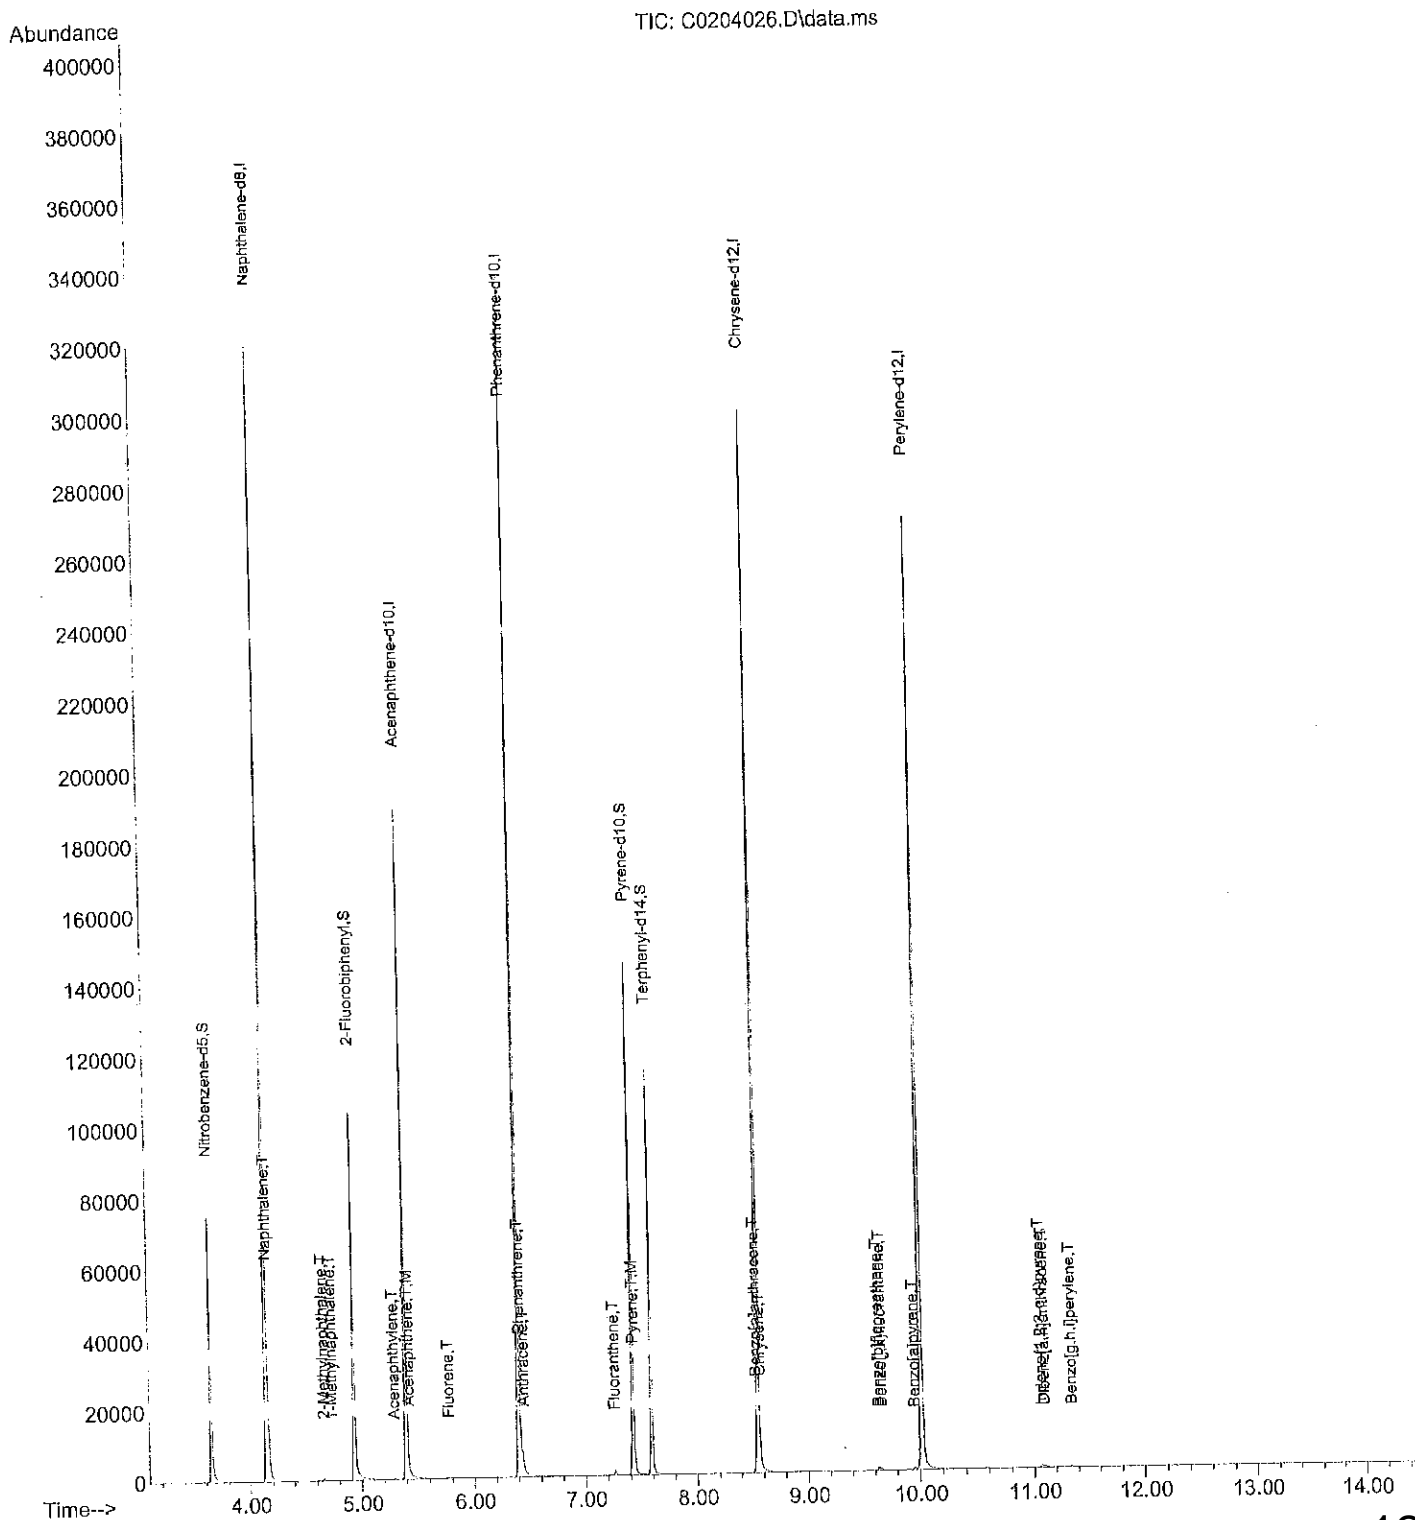 TIC: C0204026.D\data.ms
Abundance
400000
380000
360000
340000
320000
300000
280000
260000
240000
220000
200000
180000
160000
140000
120000
100000
80000
60000
40000
20000
0
Time-->
4.00
5.00
6.00
7.00
8.00
9.00
10.00
11.00
12.00
13.00
14.00
Nitrobenzene-d5,S
Naphthalene-d8,I
Naphthalene,T
2-Methylnaphthalene,T
1-Methylnaphthalene,T
2-Fluorobiphenyl,S
Acenaphthene-d10,I
Acenaphthylene,T
Acenaphthene,T,M
Fluorene,T
Phenanthrene-d10,I
Phenanthrene,T
Anthracene,T
Fluoranthene,T
Pyrene-d10,S
Pyrene,T,M
Terphenyl-d14,S
Chrysene-d12,I
Benzo[a]anthracene,T
Chrysene,T
Perylene-d12,I
Benzo[a]pyrene,T
Benzo[g,h,i]perylene,T